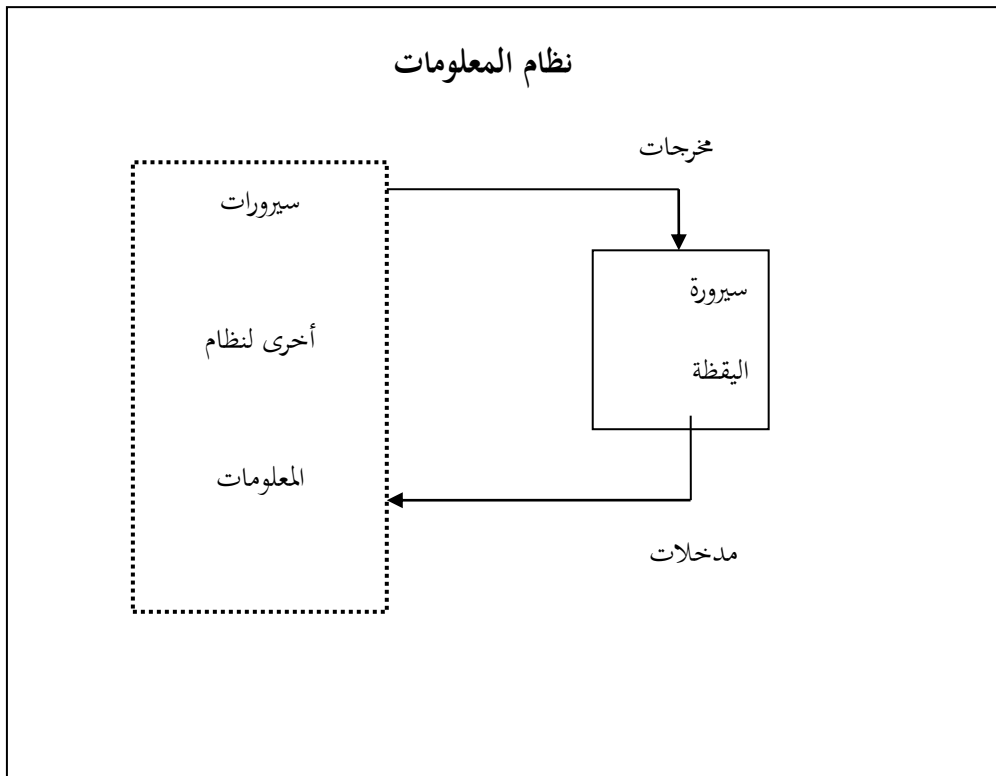 نظام المعلومات
مخرجات
سيرورة
اليقظة
مدخلات
سيرورات
أخرى لنظام
المعلومات